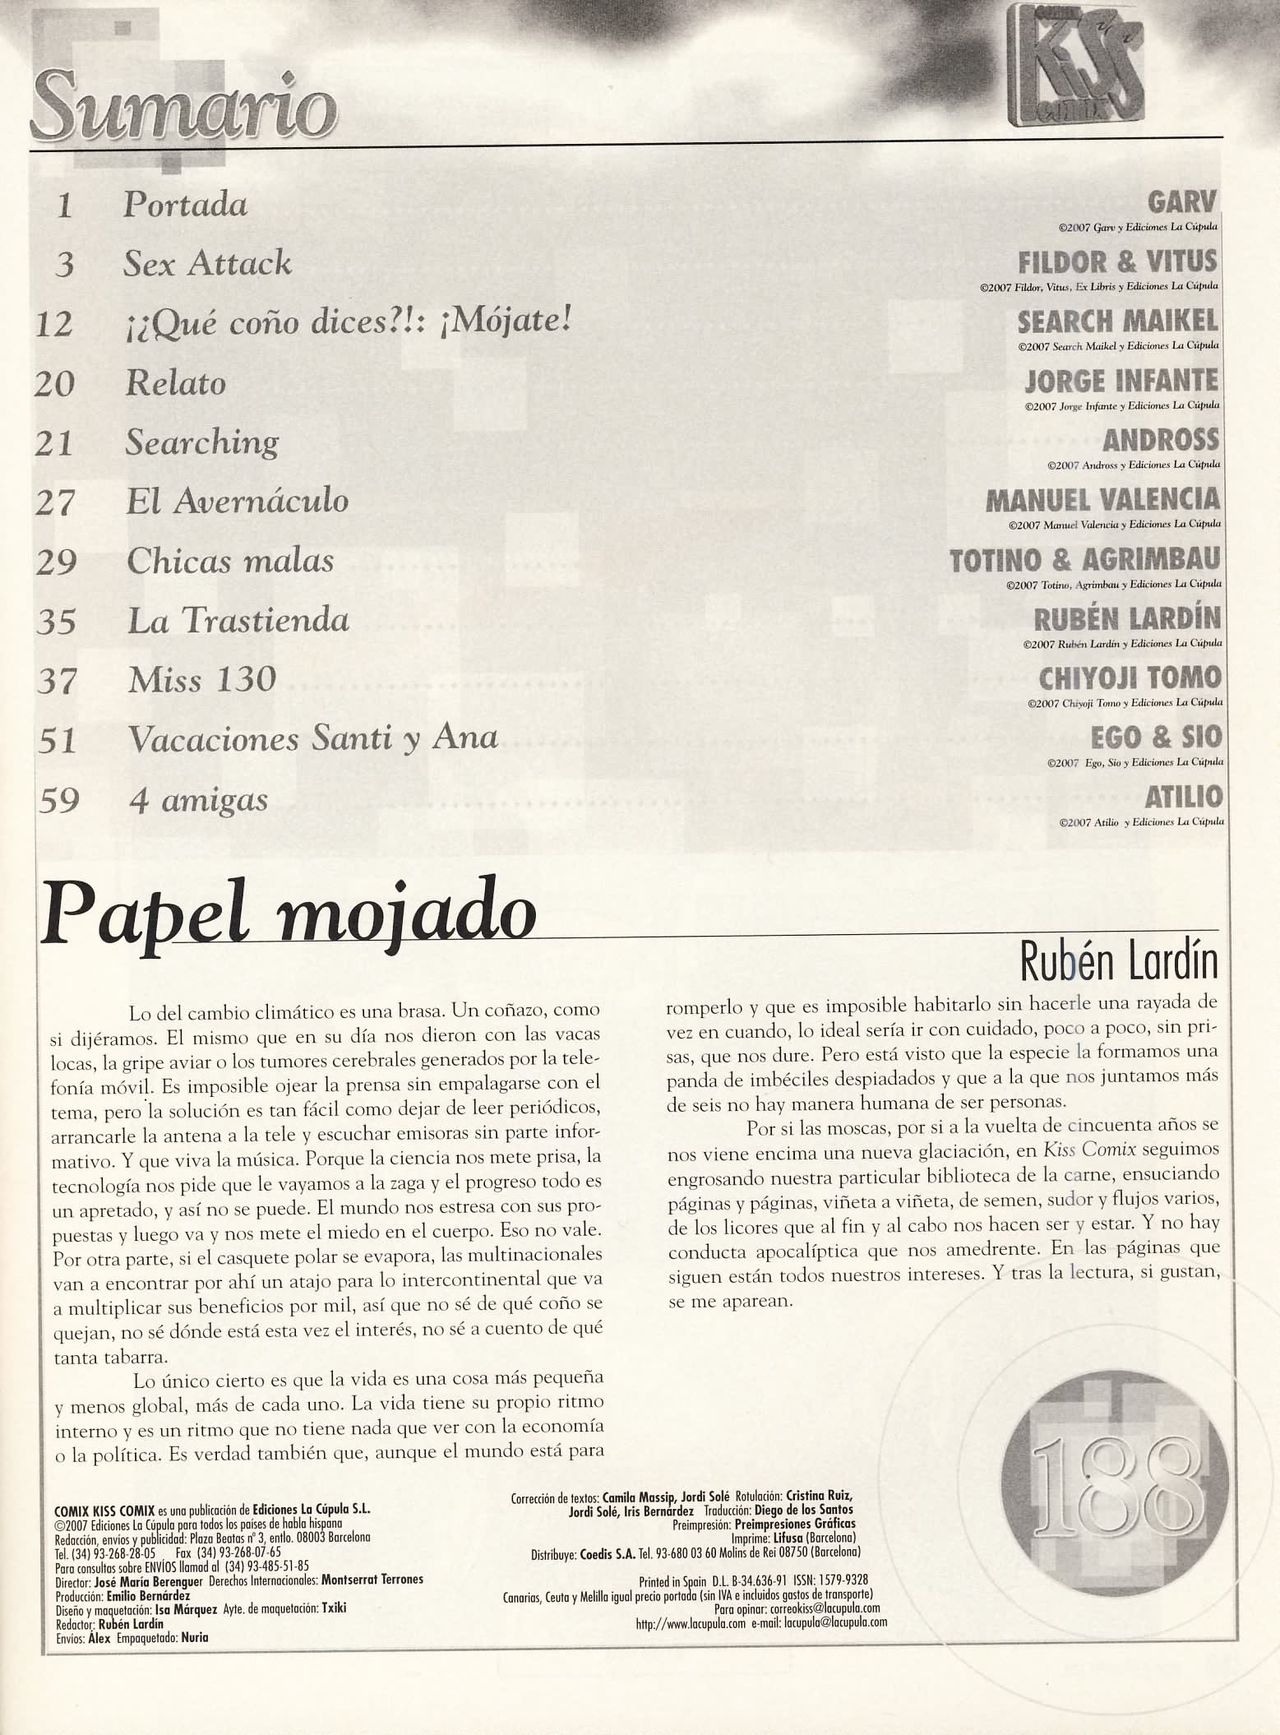 Sumario
KISS COMIX
1 Portada GARV
©2007 Garv y Ediciones La Cúpula
3 Sex Attack FILDOR & VITUS
©2007 Fildor, Vitus, Ex Libris y Ediciones La Cúpula
12 ¡¿Qué coño dices?!: ¡Mójate! SEARCH MAIKEL
©2007 Search Maikel y Ediciones La Cúpula
20 Relato JORGE INFANTE
©2007 Jorge Infante y Ediciones La Cúpula
21 Searching ANDROSS
©2007 Andross y Ediciones La Cúpula
27 El Avernáculo MANUEL VALENCIA
©2007 Manuel Valencia y Ediciones La Cúpula
29 Chicas malas TOTINO & AGRIMBAU
©2007 Totino, Agrimbau y Ediciones La Cúpula
35 La Trastienda RUBÉN LARDÍN
©2007 Rubén Lardín y Ediciones La Cúpula
37 Miss 130 CHIYOJI TOMO
©2007 Chiyoji Tomo y Ediciones La Cúpula
51 Vacaciones Santi y Ana EGO & SIO
©2007 Ego, Sio y Ediciones La Cúpula
59 4 amigas ATILIO
©2007 Atilio y Ediciones La Cúpula
Papel mojado
Rubén Lardín
Lo del cambio climático es una brasa. Un coñazo, como
si dijéramos. El mismo que en su día nos dieron con las vacas
locas, la gripe aviar o los tumores cerebrales generados por la tele-
fonía móvil. Es imposible ojear la prensa sin empalagarse con el
tema, pero la solución es tan fácil como dejar de leer periódicos,
arrancarle la antena a la tele y escuchar emisoras sin parte infor-
mativo. Y que viva la música. Porque la ciencia nos mete prisa, la
tecnología nos pide que le vayamos a la zaga y el progreso todo es
un apretado, y así no se puede. El mundo nos estresa con sus pro-
puestas y luego va y nos mete el miedo en el cuerpo. Eso no vale.
Por otra parte, si el casquete polar se evapora, las multinacionales
van a encontrar por ahí un atajo para lo intercontinental que va
a multiplicar sus beneficios por mil, así que no sé de qué coño se
quejan, no sé dónde está esta vez el interés, no sé a cuento de qué
tanta tabarra.
Lo único cierto es que la vida es una cosa más pequeña
y menos global, más de cada uno. La vida tiene su propio ritmo
interno y es un ritmo que no tiene nada que ver con la economía
o la política. Es verdad también que, aunque el mundo está para
romperlo y que es imposible habitarlo sin hacerle una rayada de
vez en cuando, lo ideal sería ir con cuidado, poco a poco, sin pri-
sas, que nos dure. Pero está visto que la especie la formamos una
panda de imbéciles despiadados y que a la que nos juntamos más
de seis no hay manera humana de ser personas.
Por si las moscas, por si a la vuelta de cincuenta años se
nos viene encima una nueva glaciación, en Kiss Comix seguimos
engrosando nuestra particular biblioteca de la carne, ensuciando
páginas y páginas, viñeta a viñeta, de semen, sudor y flujos varios,
de los licores que al fin y al cabo nos hacen ser y estar. Y no hay
conducta apocalíptica que nos amedrente. En las páginas que
siguen están todos nuestros intereses. Y tras la lectura, si gustan,
se me aparean.
188
COMIX KISS COMIX es una publicación de Ediciones La Cúpula S.L.
©2007 Ediciones La Cúpula para todos los países de habla hispana
Redacción, envíos y publicidad: Plaza Beatas nº 3, entlo. 08003 Barcelona
Tel. (34) 93-268-28-05 Fax (34) 93-268-07-65
Para consultas sobre ENVÍOS llamad al (34) 93-485-51-85
Director: José María Berenguer Derechos Internacionales: Montserrat Terrones
Producción: Emilio Bernárdez
Diseño y maquetación: Isa Márquez Ayte. de maquetación: Txiki
Redactor: Rubén Lardín
Envíos: Álex Empaquetado: Nuria
Corrección de textos: Camila Massip, Jordi Solé Rotulación: Cristina Ruiz,
Jordi Solé, Iris Bernárdez Traducción: Diego de los Santos
Preimpresión: Preimpresiones Gráficas
Imprime: Lifusa (Barcelona)
Distribuye: Coedis S.A. Tel. 93-680 03 60 Molins de Rei 08750 (Barcelona)
Printed in Spain D.L. B-34.636-91 ISSN: 1579-9328
Canarias, Ceuta y Melilla igual precio portada (sin IVA e incluidos gastos de transporte)
Para opinar: correokiss@lacupula.com
http://www.lacupula.com e-mail: lacupula@lacupula.com